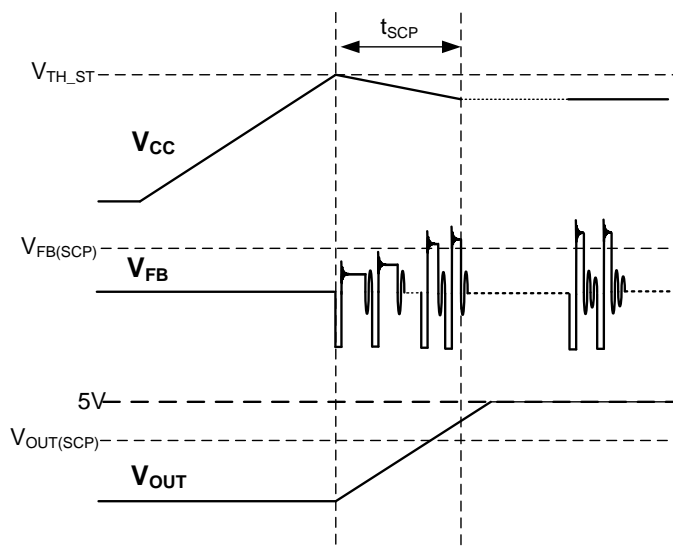 tSCP
VTH_ST
VCC
VFB(SCP)
VFB
5V
VOUT(SCP)
VOUT